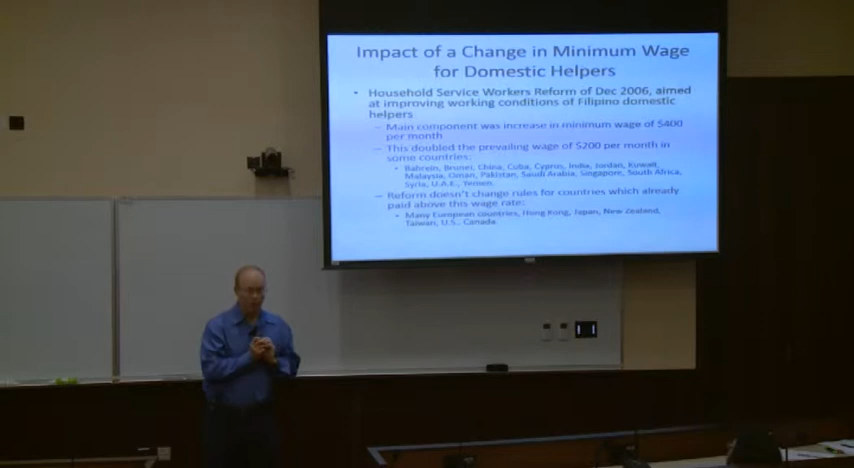 Impact of a Change in Minimum Wage
for Domestic Helpers
• Household Service Workers Reform of Dec 2006, aimed
at improving working conditions of Filipino domestic
helpers
– Main component was increase in minimum wage of $400
per month
– This doubled the prevailing wage of $200 per month in
some countries:
• Bahrein, Brunei, China, Cuba, Cyprus, India, Jordan, Kuwait,
Malaysia, Oman, Pakistan, Saudi Arabia, Singapore, South Africa,
Syria, U.A.E., Yemen.
– Reform doesn't change rules for countries which already
paid above this wage rate:
• Many European countries, Hong Kong, Japan, New Zealand,
Taiwan, U.S., Canada.